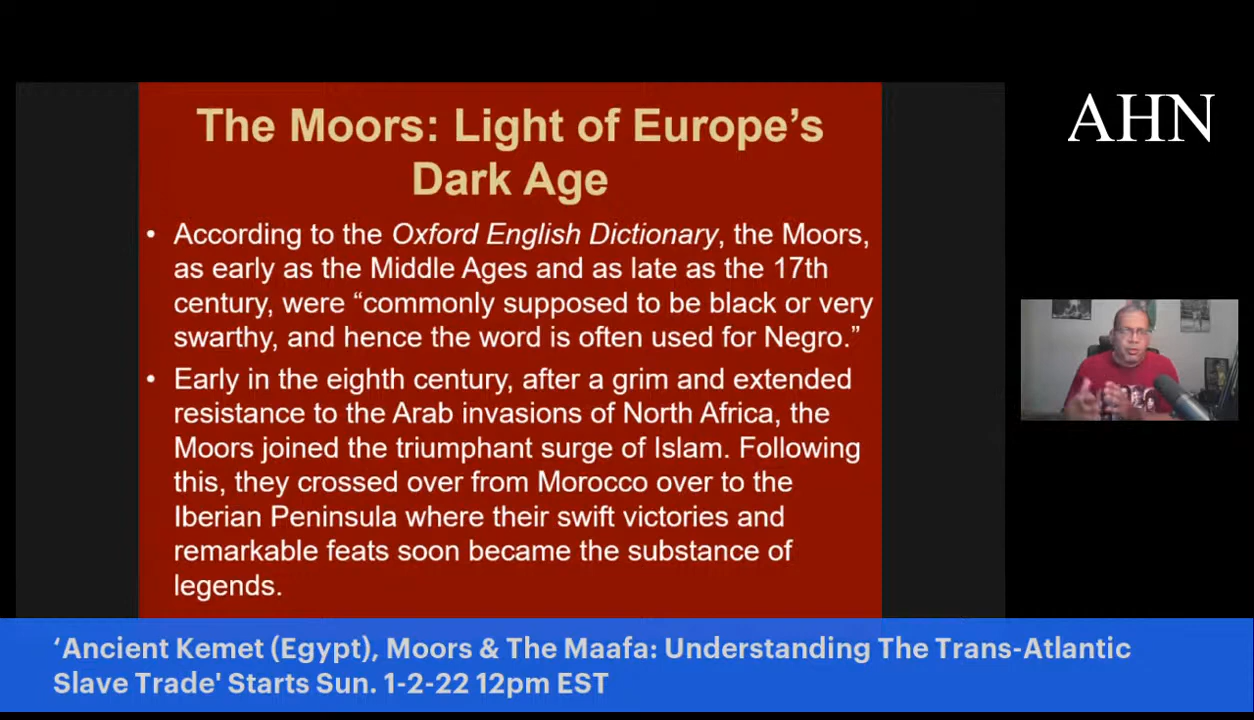 The Moors: Light of Europe’s
Dark Age
• According to the Oxford English Dictionary, the Moors,
as early as the Middle Ages and as late as the 17th
century, were “commonly supposed to be black or very
swarthy, and hence the word is often used for Negro.”
• Early in the eighth century, after a grim and extended
resistance to the Arab invasions of North Africa, the
Moors joined the triumphant surge of Islam. Following
this, they crossed over from Morocco over to the
Iberian Peninsula where their swift victories and
remarkable feats soon became the substance of
legends.
AHN
‘Ancient Kemet (Egypt), Moors & The Maafa: Understanding The Trans-Atlantic
Slave Trade' Starts Sun. 1-2-22 12pm EST